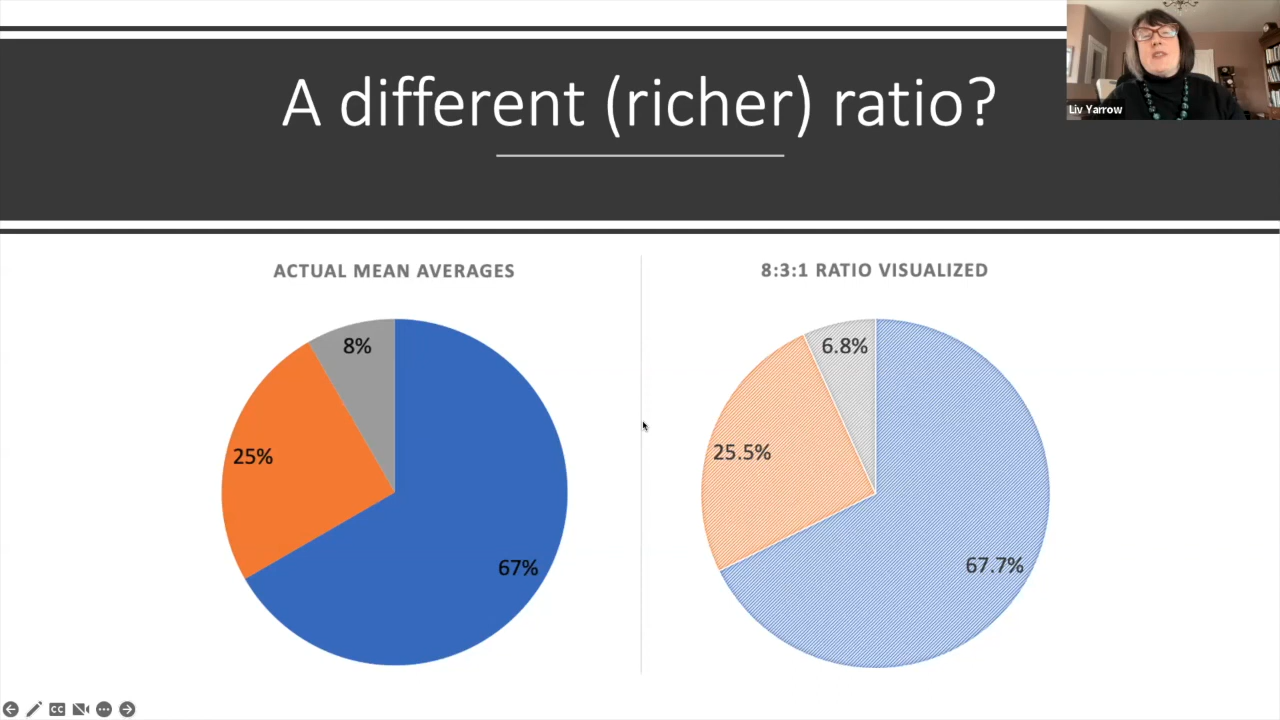 A different (richer) ratio?
Liv Yarrow
ACTUAL MEAN AVERAGES
8%
25%
67%
8:3:1 RATIO VISUALIZED
6.8%
25.5%
67.7%
CC